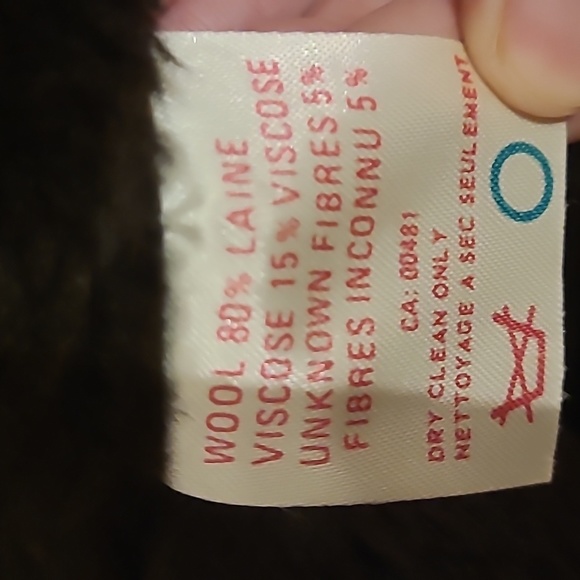 WOOL 80% LAINE
VISCOSE 15% VISCOSE
UNKNOWN FIBRES 5%
FIBRES INCONNU 5%
CA: 00481
DRY CLEAN ONLY
NETTOYAGE A SEC SEULEMENT